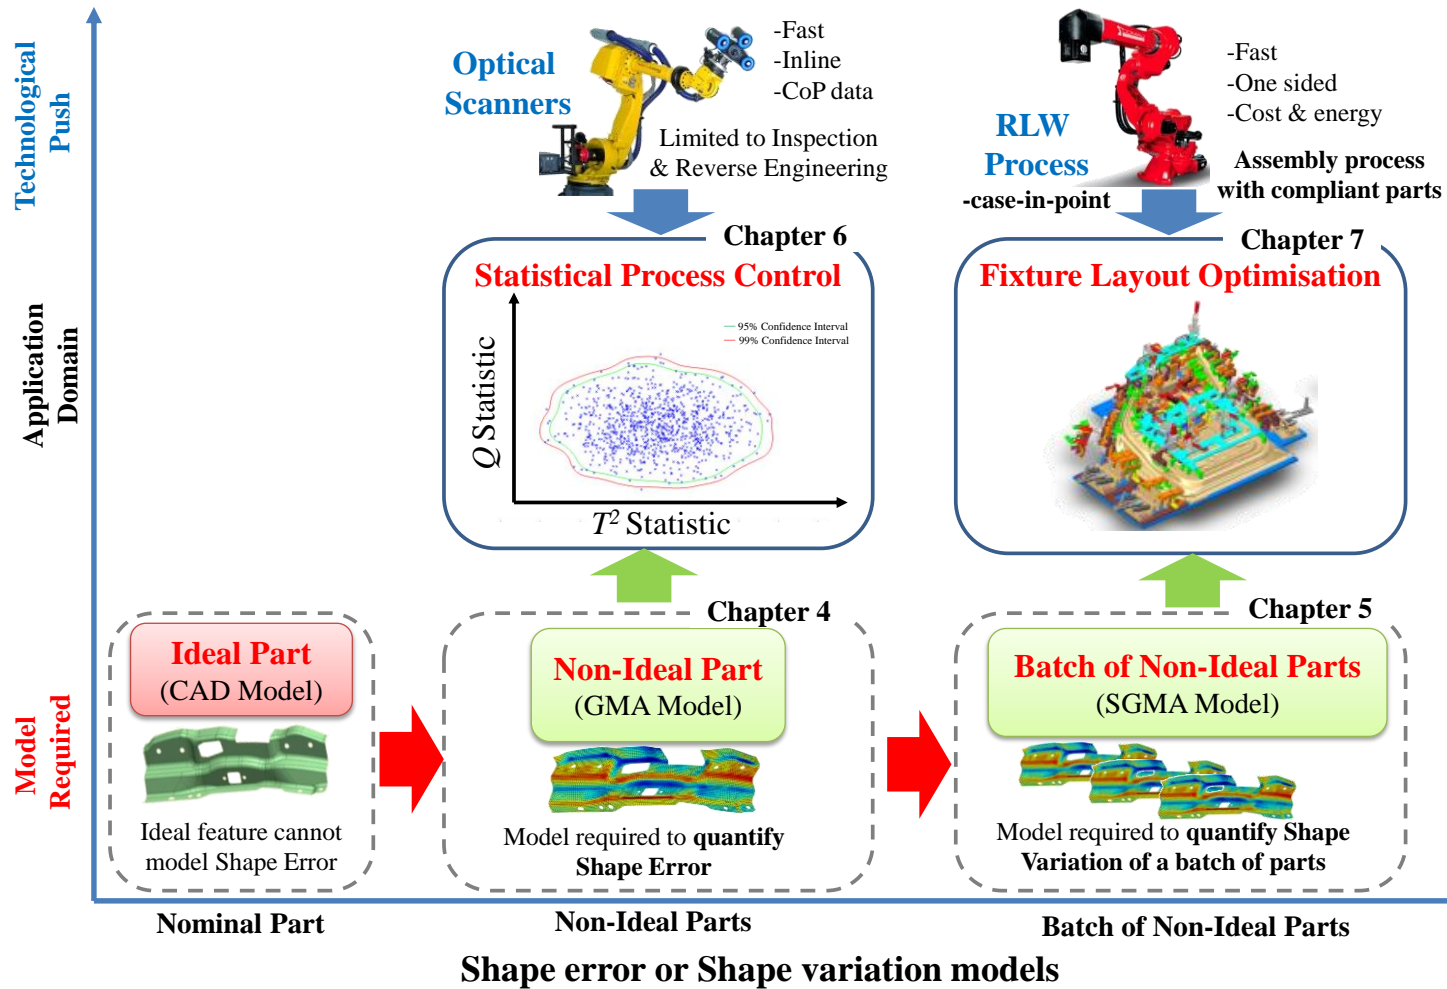 Technological
Push
Optical
Scanners
-Fast
-Inline
-CoP data
Limited to Inspection
& Reverse Engineering
RLW
Process
-case-in-point
-Fast
-One sided
-Cost & energy
Assembly process
with compliant parts
Application
Domain
Chapter 6
Statistical Process Control
95% Confidence Interval
99% Confidence Interval
Q Statistic
T² Statistic
Chapter 7
Fixture Layout Optimisation
Model
Required
Ideal Part
(CAD Model)
Ideal feature cannot
model Shape Error
Chapter 4
Non-Ideal Part
(GMA Model)
Model required to quantify
Shape Error
Chapter 5
Batch of Non-Ideal Parts
(SGMA Model)
Model required to quantify Shape
Variation of a batch of parts
Nominal Part
Non-Ideal Parts
Batch of Non-Ideal Parts
Shape error or Shape variation models